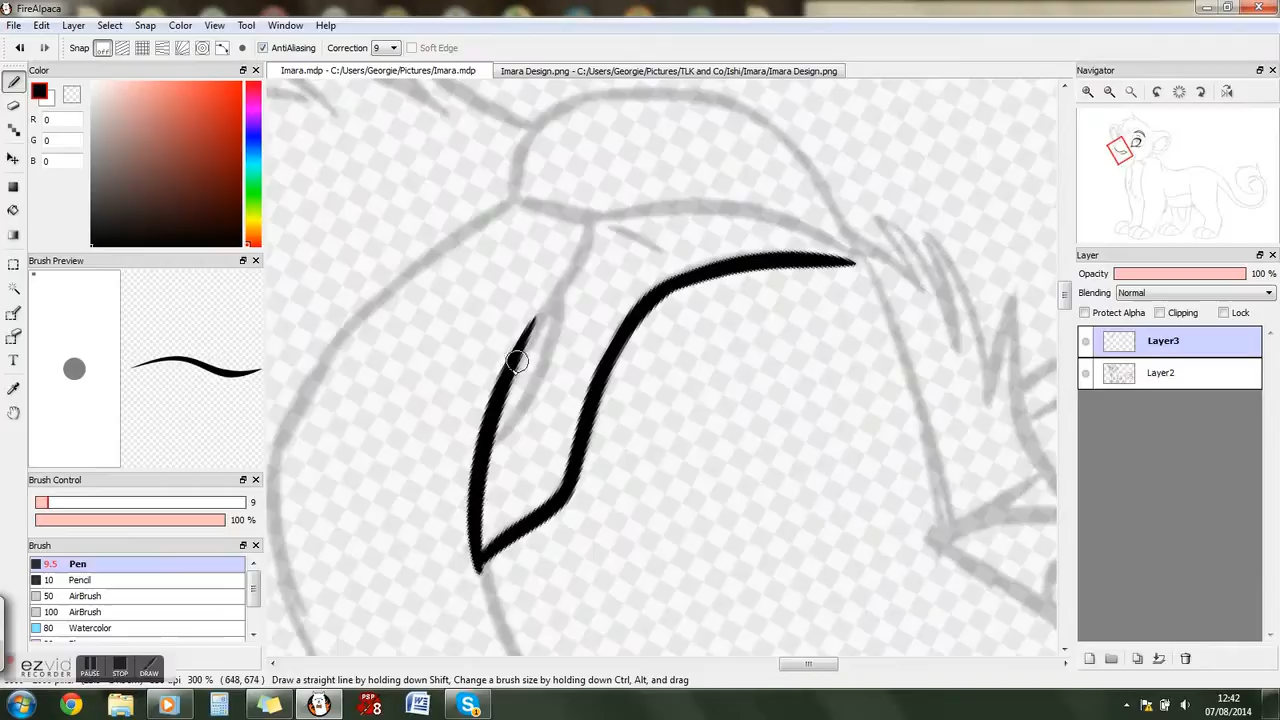 FireAlpaca
File Edit Layer Select Snap Color View Tool Window Help
Snap off AntiAliasing Correction 9 Soft Edge
Color
Imara.mdp - C:/Users/Georgie/Pictures/Imara.mdp
Imara Design.png - C:/Users/Georgie/Pictures/TLK and Co/Ishi/Imara/Imara Design.png
Navigator
R 0
G 0
B 0
Brush Preview
Layer
Opacity 100 %
Blending Normal
Protect Alpha Clipping Lock
Layer3
Layer2
Brush Control
9
100 %
Brush
9.5 Pen
10 Pencil
50 AirBrush
100 AirBrush
80 Watercolor
ezvid
RECORDER
PAUSE STOP DRAW
300 % ( 648, 674 ) Draw a straight line by holding down Shift, Change a brush size by holding down Ctrl, Alt, and drag
PSP 8
12:42
07/08/2014